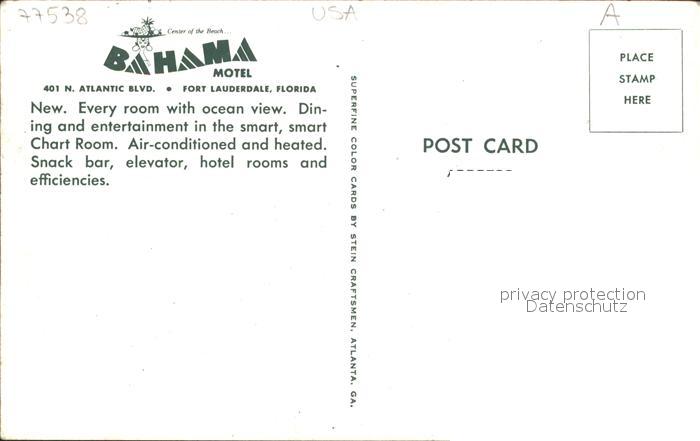 77538
USA
A
Center of the Beach...
BAHAMA
MOTEL
401 N. ATLANTIC BLVD. • FORT LAUDERDALE, FLORIDA
New. Every room with ocean view. Din-
ing and entertainment in the smart, smart
Chart Room. Air-conditioned and heated.
Snack bar, elevator, hotel rooms and
efficiencies.
SUPERFINE COLOR CARDS BY STEIN CRAFTSMEN, ATLANTA, GA.
PLACE
STAMP
HERE
POST CARD
privacy protection
Datenschutz